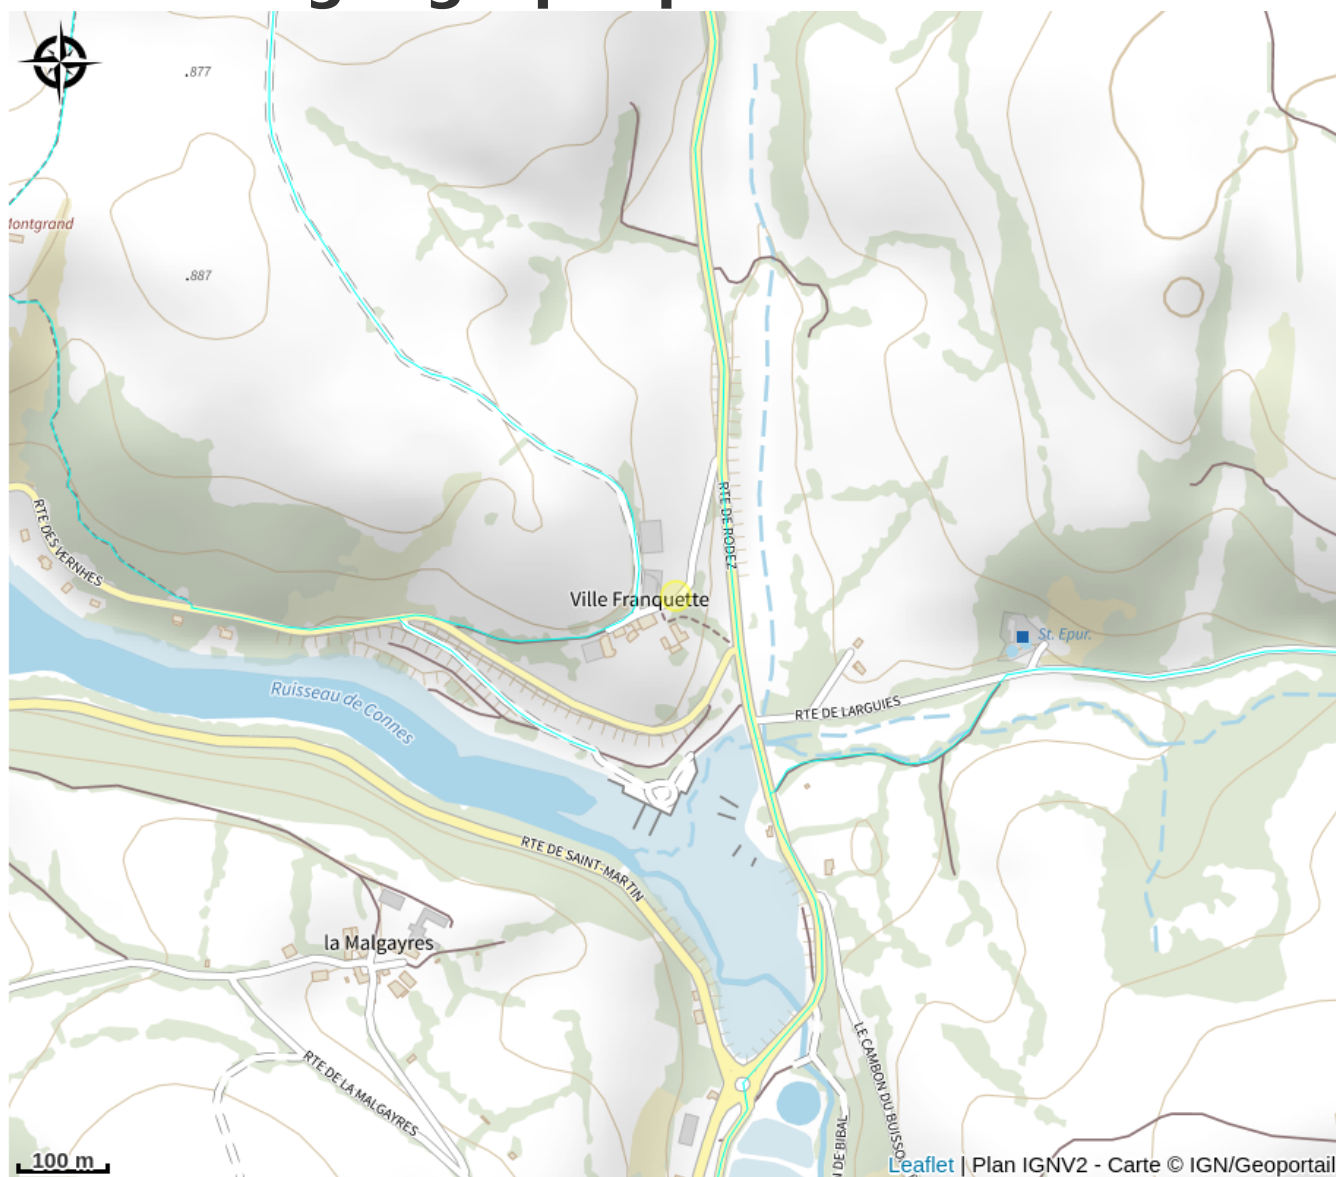 .877
Montgrand
.887
RTE DES VERNHES
RTE DE RODEZ
Ville Franquette
St. Epur.
Ruisseau de Connes
RTE DE LARGUIES
RTE DE SAINT-MARTIN
la Malgayres
RTE DE LA MALGAYRES
LE CAMBON DU BUISSO
N DE BIBAL
100 m
Leaflet | Plan IGNV2 - Carte © IGN/Geoportail